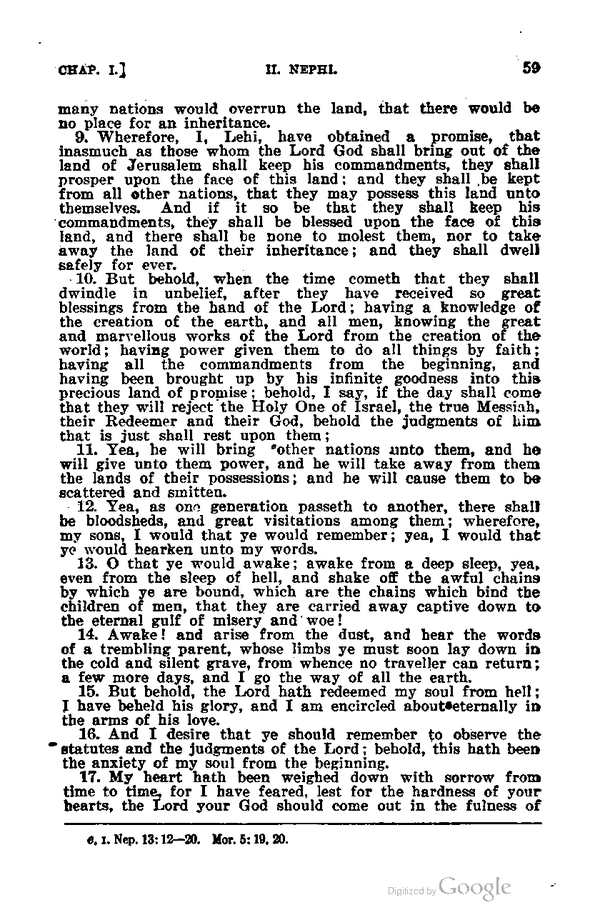 CHAP. I.] II. NEPHI. 59
many nations would overrun the land, that there would be
no place for an inheritance.
9. Wherefore, I, Lehi, have obtained a promise, that
inasmuch as those whom the Lord God shall bring out of the
land of Jerusalem shall keep his commandments, they shall
prosper upon the face of this land; and they shall be kept
from all other nations, that they may possess this land unto
themselves. And if it so be that they shall keep his
commandments, they shall be blessed upon the face of this
land, and there shall be none to molest them, nor to take
away the land of their inheritance; and they shall dwell
safely for ever.
10. But behold, when the time cometh that they shall
dwindle in unbelief, after they have received so great
blessings from the hand of the Lord; having a knowledge of
the creation of the earth, and all men, knowing the great
and marvellous works of the Lord from the creation of the
world; having power given them to do all things by faith;
having all the commandments from the beginning, and
having been brought up by his infinite goodness into this
precious land of promise; behold, I say, if the day shall come
that they will reject the Holy One of Israel, the true Messiah,
their Redeemer and their God, behold the judgments of him
that is just shall rest upon them;
11. Yea, he will bring ᵉother nations unto them, and he
will give unto them power, and he will take away from them
the lands of their possessions; and he will cause them to be
scattered and smitten.
12. Yea, as one generation passeth to another, there shall
be bloodsheds, and great visitations among them; wherefore,
my sons, I would that ye would remember; yea, I would that
ye would hearken unto my words.
13. O that ye would awake; awake from a deep sleep, yea,
even from the sleep of hell, and shake off the awful chains
by which ye are bound, which are the chains which bind the
children of men, that they are carried away captive down to
the eternal gulf of misery and woe!
14. Awake! and arise from the dust, and hear the words
of a trembling parent, whose limbs ye must soon lay down in
the cold and silent grave, from whence no traveller can return;
a few more days, and I go the way of all the earth.
15. But behold, the Lord hath redeemed my soul from hell;
I have beheld his glory, and I am encircled about eternally in
the arms of his love.
16. And I desire that ye should remember to observe the
statutes and the judgments of the Lord; behold, this hath been
the anxiety of my soul from the beginning.
17. My heart hath been weighed down with sorrow from
time to time, for I have feared, lest for the hardness of your
hearts, the Lord your God should come out in the fulness of
e, I. Nep. 13: 12—20. Mor. 5: 19, 20.
Digitized by Google